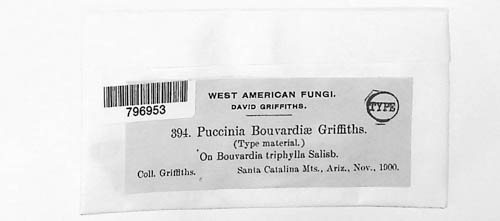 WEST AMERICAN FUNGI.
DAVID GRIFFITHS.
TYPE
796953
394. Puccinia Bouvardiæ Griffiths.
(Type material.)
On Bouvardia triphylla Salisb.
Coll. Griffiths. Santa Catalina Mts., Ariz., Nov., 1900.